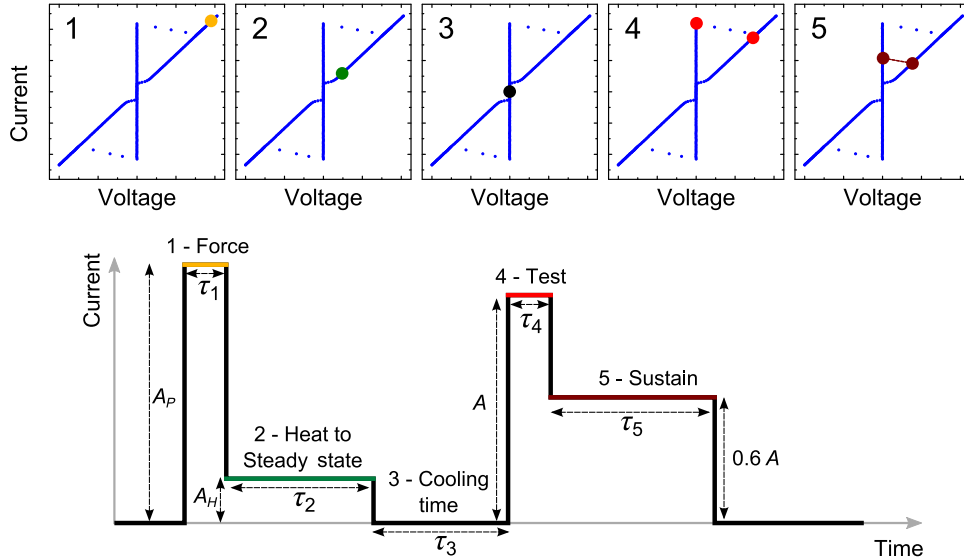 1
2
3
4
5
Current
Voltage
Voltage
Voltage
Voltage
Voltage
1 - Force
τ1
4 - Test
τ4
Current
AP
A
5 - Sustain
τ5
2 - Heat to
Steady state
3 - Cooling
time
0.6 A
AH
τ2
τ3
Time